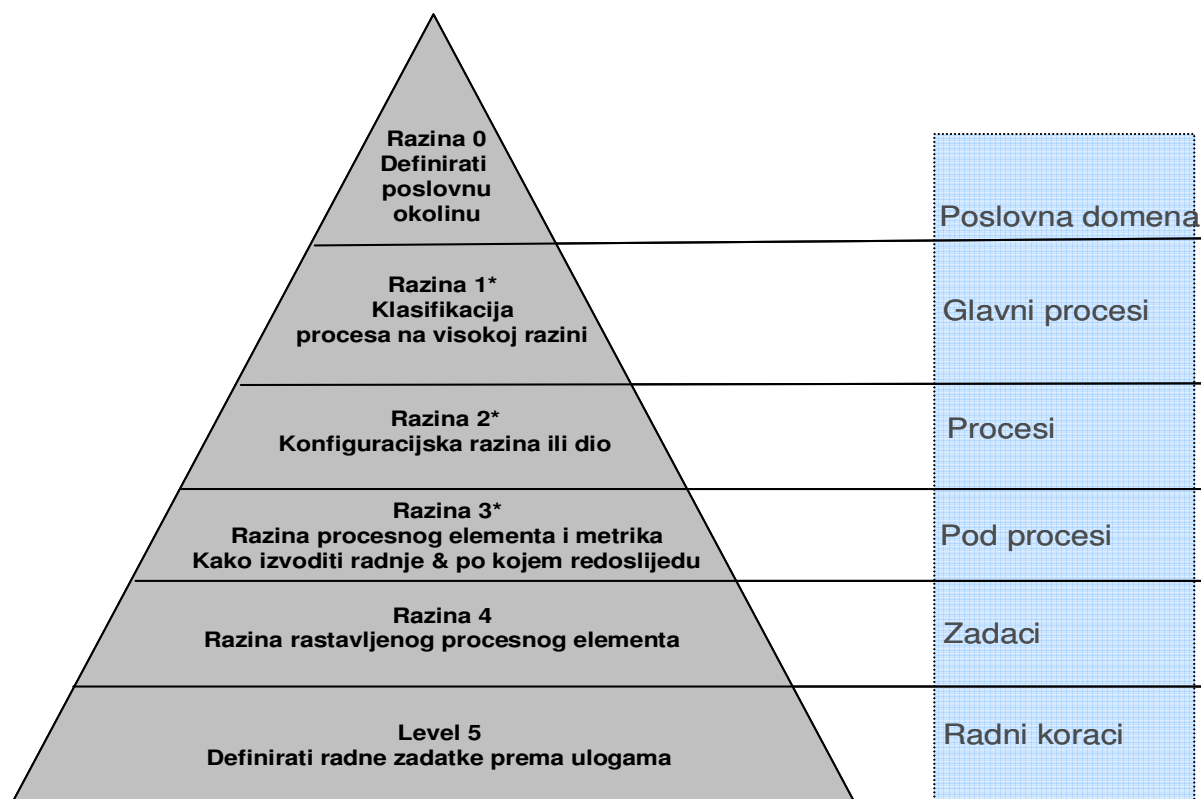 Razina 0
Definirati
poslovnu
okolinu
Poslovna domena
Razina 1*
Klasifikacija
procesa na visokoj razini
Glavni procesi
Razina 2*
Konfiguracijska razina ili dio
Procesi
Razina 3*
Razina procesnog elementa i metrika
Kako izvoditi radnje & po kojem redoslijedu
Pod procesi
Razina 4
Razina rastavljenog procesnog elementa
Zadaci
Level 5
Definirati radne zadatke prema ulogama
Radni koraci